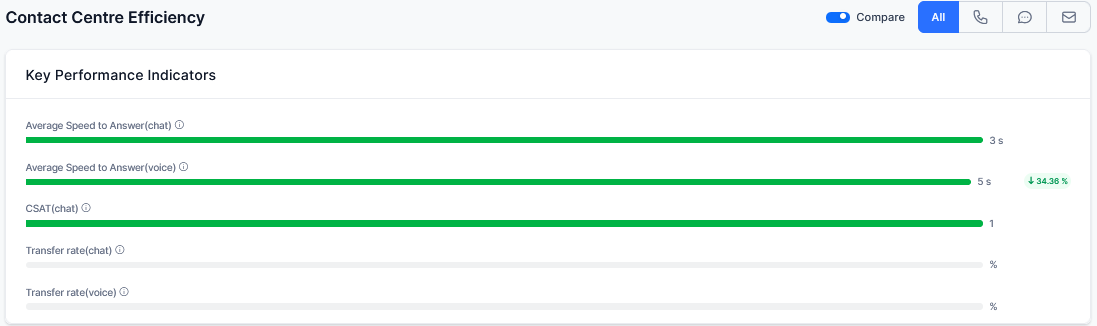 Contact Centre Efficiency
Compare
All
Key Performance Indicators
Average Speed to Answer(chat)
3 s
Average Speed to Answer(voice)
5 s
↓ 34.36 %
CSAT(chat)
1
Transfer rate(chat)
%
Transfer rate(voice)
%